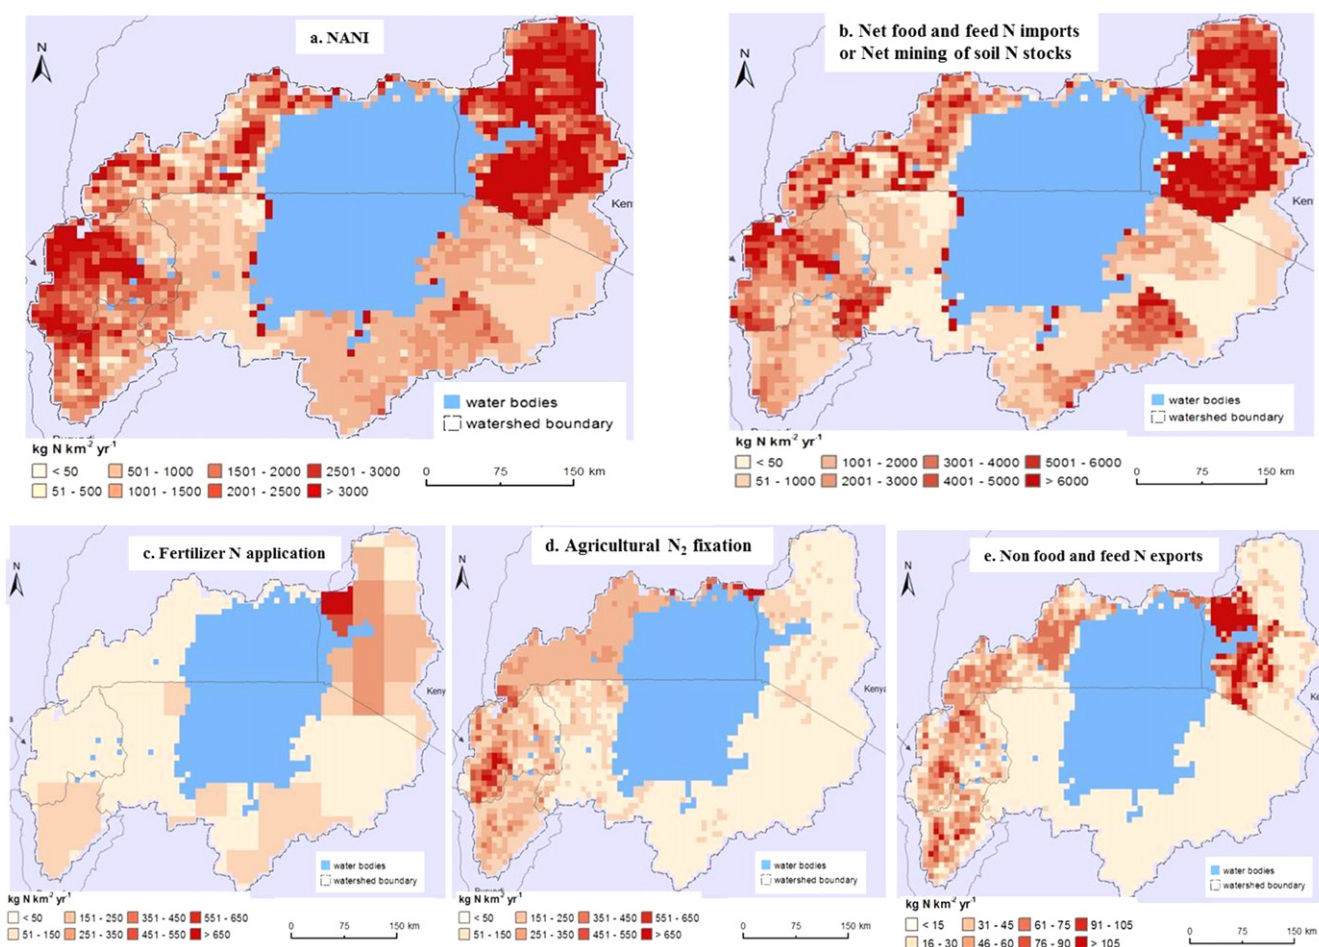 a. NANI
N
Ken
water bodies
watershed boundary
kg N km-2 yr-1
< 50
501 - 1000
1501 - 2000
2501 - 3000
51 - 500
1001 - 1500
2001 - 2500
> 3000
0 75 150 km
b. Net food and feed N imports
or Net mining of soil N stocks
N
Ken
water bodies
watershed boundary
kg N km-2 yr-1
< 50
1001 - 2000
3001 - 4000
5001 - 6000
51 - 1000
2001 - 3000
4001 - 5000
> 6000
0 75 150 km
c. Fertilizer N application
N
Keny
water bodies
watershed boundary
kg N km-2 yr-1
< 50
151 - 250
351 - 450
551 - 650
51 - 150
251 - 350
451 - 550
> 650
0 75 150 km
d. Agricultural N2 fixation
N
Kenya
water bodies
watershed boundary
kg N km-2 yr-1
< 50
151 - 250
351 - 450
551 - 650
51 - 150
251 - 350
451 - 550
> 650
0 75 150 km
e. Non food and feed N exports
N
Ke
water bodies
watershed boundary
kg N km-2 yr-1
< 15
31 - 45
61 - 75
91 - 105
16 - 30
46 - 60
76 - 90
> 105
0 75 150 km